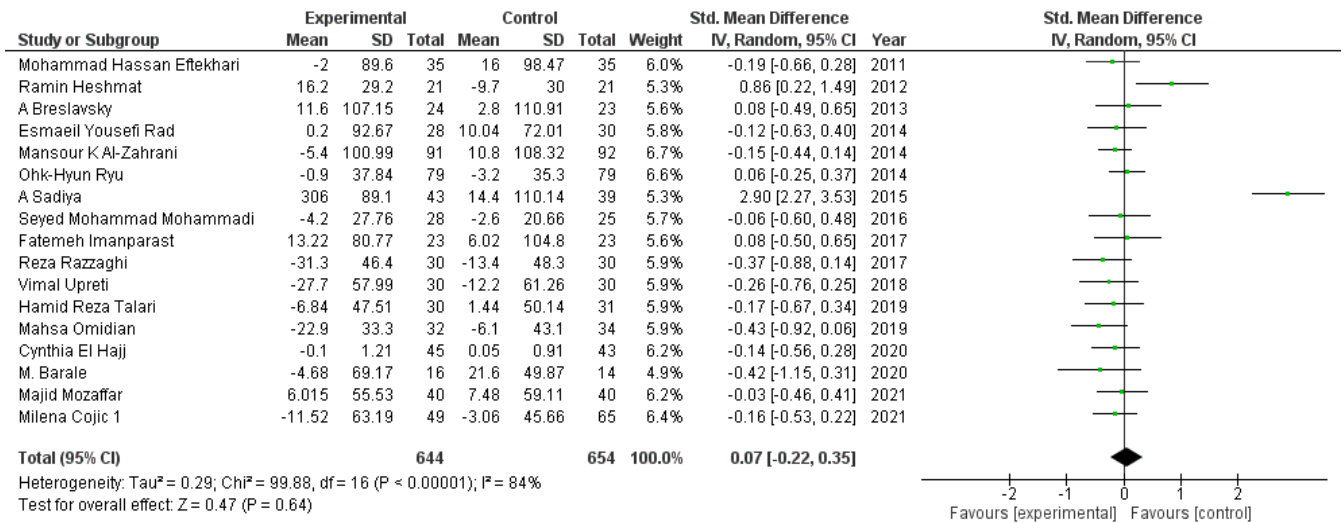 Experimental Control Std. Mean Difference Std. Mean Difference
Study or Subgroup Mean SD Total Mean SD Total Weight IV, Random, 95% CI Year IV, Random, 95% CI
Mohammad Hassan Eftekhari -2 89.6 35 16 98.47 35 6.0% -0.19 [-0.66, 0.28] 2011
Ramin Heshmat 16.2 29.2 21 -9.7 30 21 5.3% 0.86 [0.22, 1.49] 2012
A Breslavsky 11.6 107.15 24 2.8 110.91 23 5.7% 0.08 [-0.49, 0.65] 2013
Esmaeil Yousefi Rad 0.2 92.67 28 10.04 72.01 30 5.8% -0.12 [-0.63, 0.40] 2014
Mansour K Al-Zahrani -5.4 100.99 91 10.8 108.32 92 6.7% -0.15 [-0.44, 0.14] 2014
Ohk-Hyun Ryu -0.9 37.84 79 -3.2 35.3 79 6.6% 0.06 [-0.25, 0.37] 2014
A Sadiya 306 89.1 43 14.4 110.14 39 5.3% 2.90 [2.27, 3.53] 2015
Seyed Mohammad Mohammadi -4.2 27.76 28 -2.6 20.66 25 5.7% -0.06 [-0.60, 0.48] 2016
Fatemeh Imanparast 13.22 80.77 23 6.02 104.8 23 5.6% 0.08 [-0.50, 0.65] 2017
Reza Razzaghi -31.3 46.4 30 -13.4 48.3 30 5.9% -0.37 [-0.88, 0.14] 2017
Vimal Upreti -27.7 57.99 30 -12.2 61.26 30 5.9% -0.26 [-0.76, 0.25] 2018
Hamid Reza Talari -6.84 47.51 30 1.44 50.14 31 5.9% -0.17 [-0.67, 0.34] 2019
Mahsa Omidian -22.9 33.3 32 -6.1 43.1 34 5.9% -0.43 [-0.92, 0.06] 2019
Cynthia El Hajj -0.1 1.21 45 0.05 0.91 43 6.2% -0.14 [-0.56, 0.28] 2020
M. Barale -4.68 69.17 16 21.6 49.87 14 4.9% -0.42 [-1.15, 0.31] 2020
Majid Mozaffar 6.015 55.53 40 7.48 59.11 40 6.1% -0.03 [-0.46, 0.41] 2021
Milena Cojic 1 -11.52 63.19 49 -3.06 45.66 65 6.4% -0.16 [-0.53, 0.22] 2021
Total (95% CI) 644 654 100.0% 0.07 [-0.22, 0.35]
Heterogeneity: Tau² = 0.29; Chi² = 99.88, df = 16 (P < 0.00001); I² = 84%
Test for overall effect: Z = 0.47 (P = 0.64)
-2 -1 0 1 2
Favours [experimental] Favours [control]